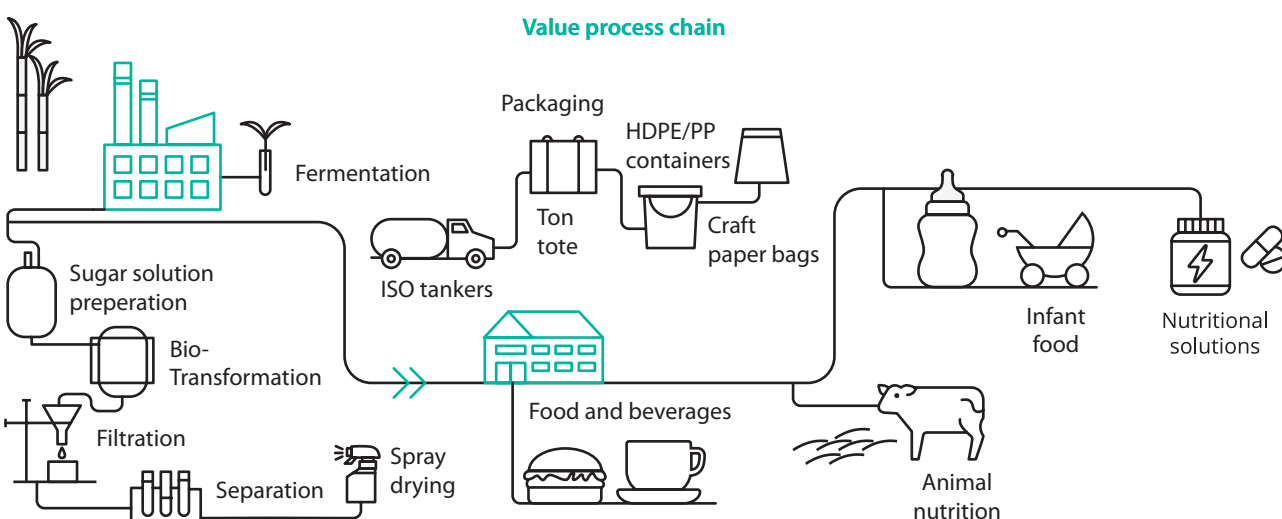 Value process chain
Packaging
HDPE/PP
containers
Fermentation
Ton
tote
Craft
paper bags
ISO tankers
Sugar solution
preperation
Bio-
Transformation
Infant
food
Nutritional
solutions
Filtration
Food and beverages
Separation
Spray
drying
Animal
nutrition